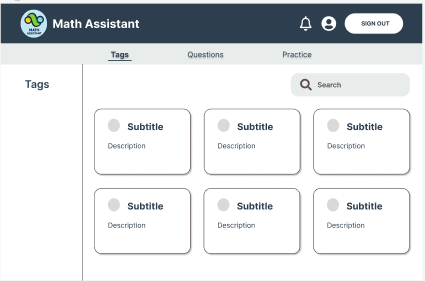 MATH
ASSISTANT
Math Assistant
SIGN OUT
Tags
Questions
Practice
Tags
Search
Subtitle
Description
Subtitle
Description
Subtitle
Description
Subtitle
Description
Subtitle
Description
Subtitle
Description